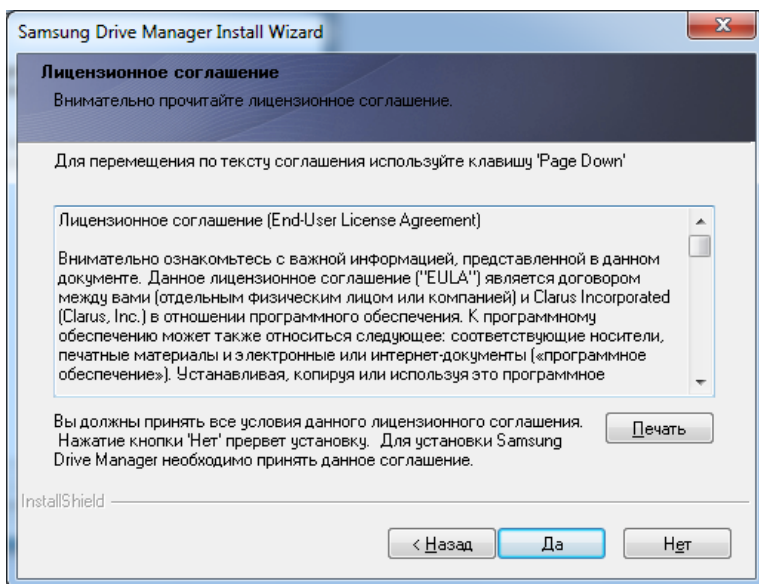 Samsung Drive Manager Install Wizard
Лицензионное соглашение
Внимательно прочитайте лицензионное соглашение.
Для перемещения по тексту соглашения используйте клавишу 'Page Down'
Лицензионное соглашение (End-User License Agreement)
Внимательно ознакомьтесь с важной информацией, представленной в данном
документе. Данное лицензионное соглашение ("EULA") является договором
между вами (отдельным физическим лицом или компанией) и Clarus Incorporated
(Clarus, Inc.) в отношении программного обеспечения. К программному
обеспечению может также относиться следующее: соответствующие носители,
печатные материалы и электронные или интернет-документы («программное
обеспечение»). Устанавливая, копируя или используя это программное
Вы должны принять все условия данного лицензионного соглашения.
Нажатие кнопки 'Нет' прервет установку. Для установки Samsung
Drive Manager необходимо принять данное соглашение.
Печать
InstallShield
< Назад
Да
Нет